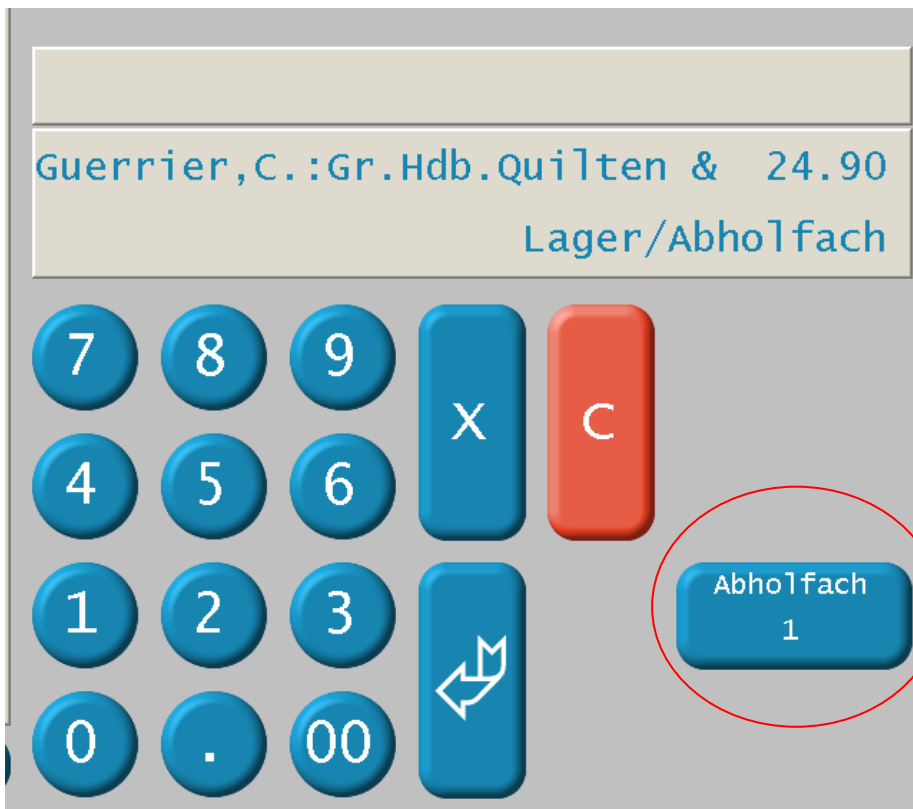 Guerrier,C.:Gr.Hdb.Quilten & 24.90
Lager/Abholfach
7 8 9 X C
4 5 6
Abholfach
1
1 2 3
0 . 00